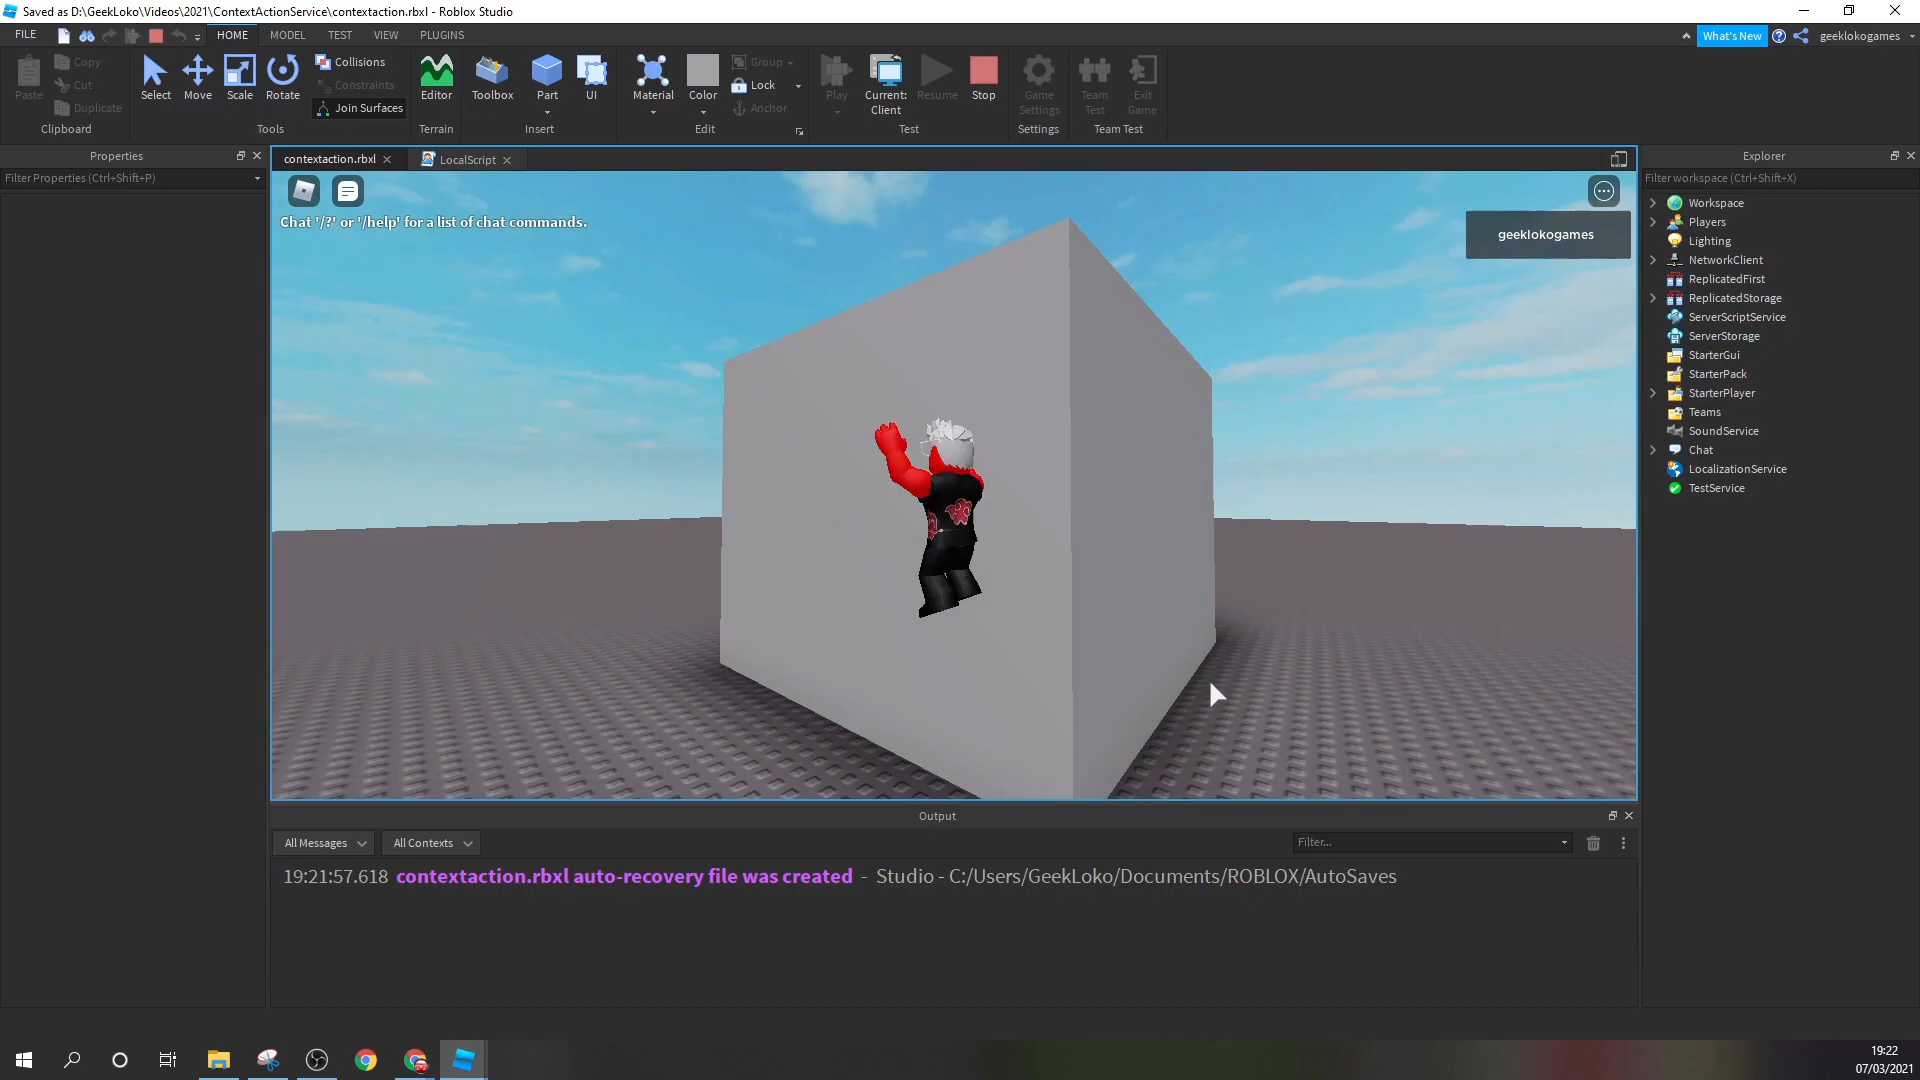 Saved as D:\GeekLoko\Videos\2021\ContextActionService\contextaction.rbxl - Roblox Studio
FILE HOME MODEL TEST VIEW PLUGINS What's New geeklokogames
Paste
Copy
Cut
Duplicate
Clipboard
Select Move Scale Rotate
Collisions
Constraints
Join Surfaces
Tools
Editor
Terrain
Toolbox Part UI
Insert
Material Color
Group
Lock
Anchor
Edit
Play Current: Client Resume Stop
Test
Game Settings
Settings
Team Test Exit Game
Team Test
Properties
Filter Properties (Ctrl+Shift+P)
contextaction.rbxl LocalScript
Chat '/?' or '/help' for a list of chat commands.
geeklokogames
Explorer
Filter workspace (Ctrl+Shift+X)
Workspace
Players
Lighting
NetworkClient
ReplicatedFirst
ReplicatedStorage
ServerScriptService
ServerStorage
StarterGui
StarterPack
StarterPlayer
Teams
SoundService
Chat
LocalizationService
TestService
Output
All Messages All Contexts Filter...
19:21:57.618 contextaction.rbxl auto-recovery file was created - Studio - C:/Users/GeekLoko/Documents/ROBLOX/AutoSaves
19:22
07/03/2021